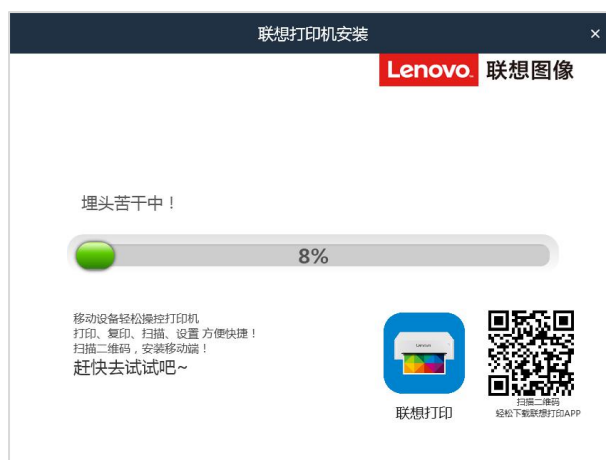 联想打印机安装 ×
Lenovo. 联想图像
埋头苦干中！
8%
移动设备轻松操控打印机
打印、复印、扫描、设置 方便快捷！
扫描二维码，安装移动端！
赶快去试试吧~
Lenovo
联想打印
扫描二维码
轻松下载联想打印APP